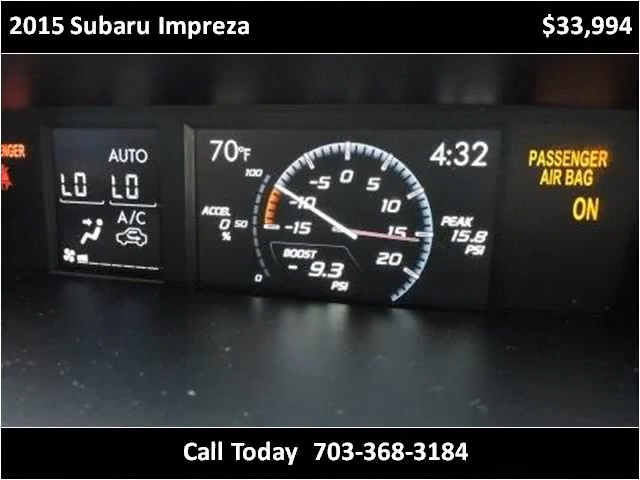 2015 Subaru Impreza $33,994
NGER
AUTO
LO LO
A/C
70°F
4:32
100
50
0
ACCEL
0
%
-15
-10
-5
0
5
10
15
20
BOOST
- 9.3
PSI
PEAK
15.8
PSI
PASSENGER
AIR BAG
ON
Call Today 703-368-3184